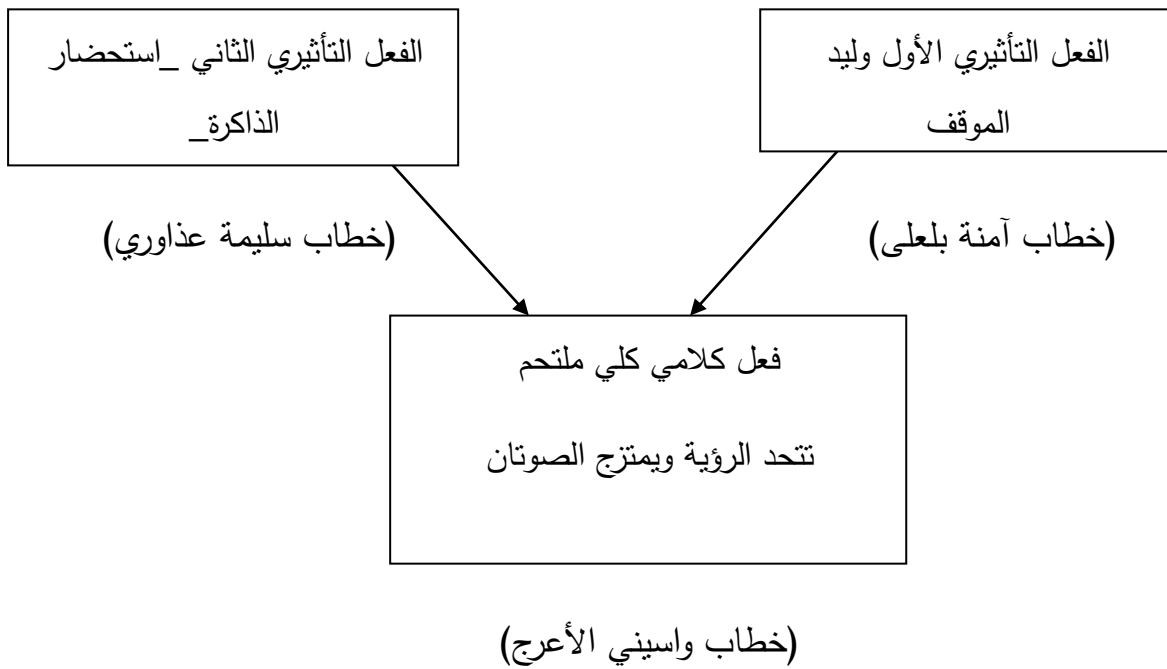 الفعل التأثيري الأول وليد
الموقف
(خطاب آمنة بلعلى)
الفعل التأثيري الثاني _استحضار
الذاكرة_
(خطاب سليمة عذاوري)
فعل كلامي كلي ملتحم
تتحد الرؤية ويمتزج الصوتان
(خطاب واسيني الأعرج)